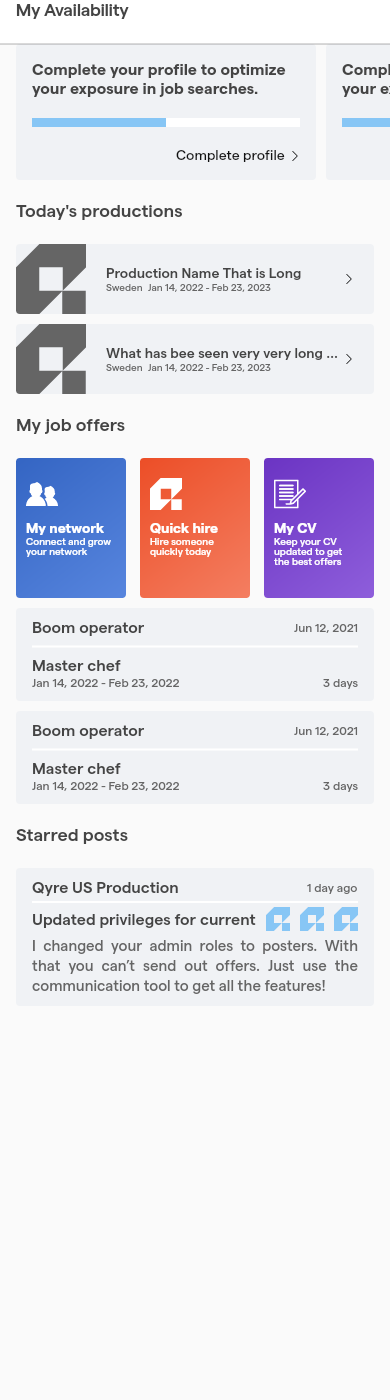 My Availability
Complete your profile to optimize
your exposure in job searches.
Complete profile
Today's productions
Production Name That is Long
Sweden Jan 14, 2022 - Feb 23, 2023
What has bee seen very very long ...
Sweden Jan 14, 2022 - Feb 23, 2023
My job offers
My network
Connect and grow
your network
Quick hire
Hire someone
quickly today
My CV
Keep your CV
updated to get
the best offers
Boom operator
Jun 12, 2021
Master chef
Jan 14, 2022 - Feb 23, 2022
3 days
Boom operator
Jun 12, 2021
Master chef
Jan 14, 2022 - Feb 23, 2022
3 days
Starred posts
Qyre US Production
1 day ago
Updated privileges for current
I changed your admin roles to posters. With
that you can’t send out offers. Just use the
communication tool to get all the features!